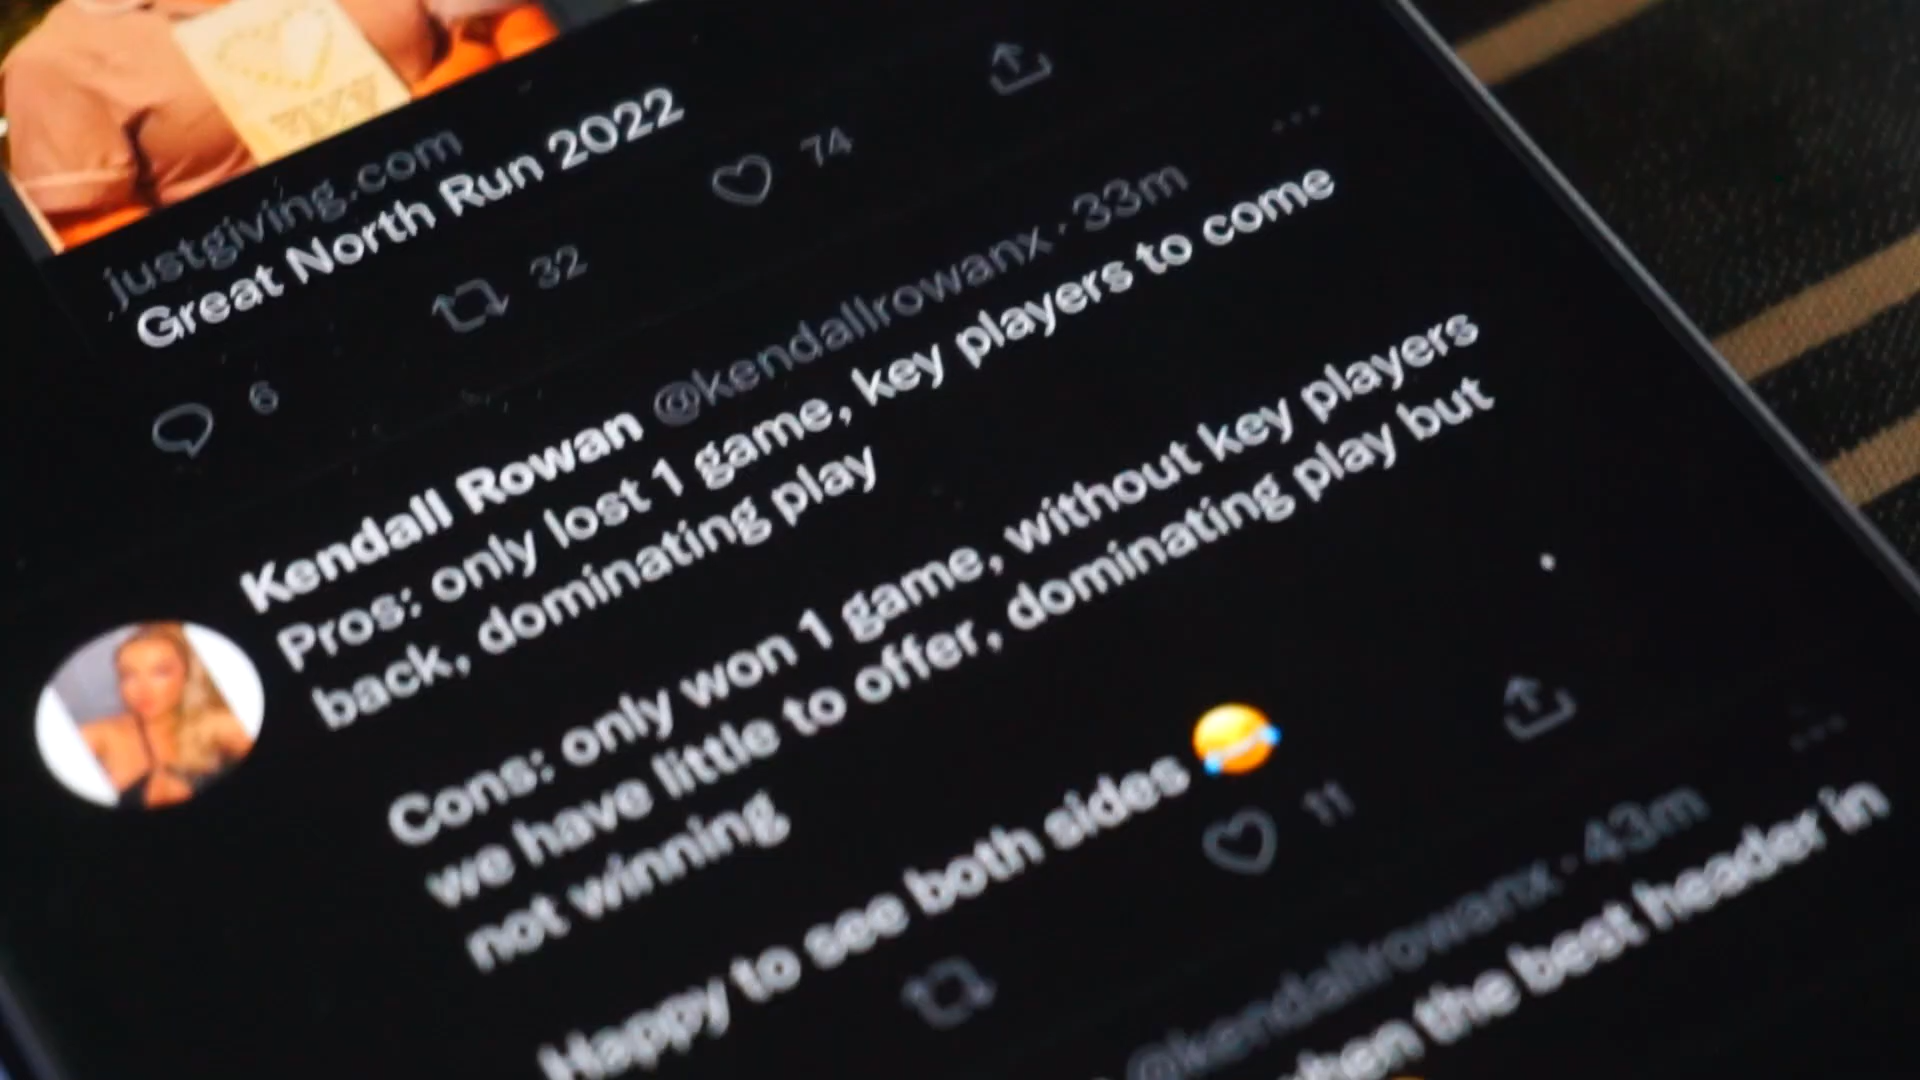 justgiving.com
Great North Run 2022
6 32 74
Kendall Rowan @kendallrowanx · 33m
Pros: only lost 1 game, key players to come
back, dominating play
Cons: only won 1 game, without key players
we have little to offer, dominating play but
not winning
Happy to see both sides 😂
11
@kendallrowanx · 43m
when the best header in